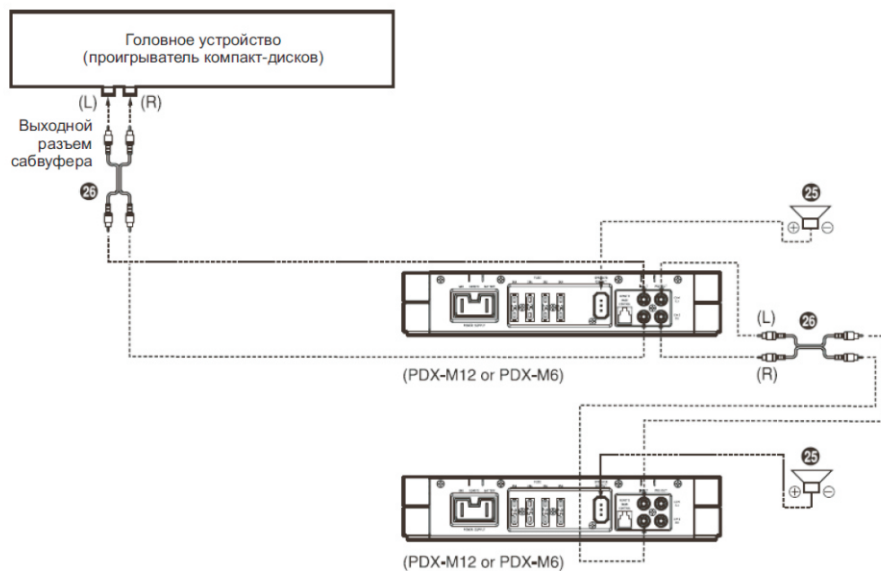 Головное устройство
(проигрыватель компакт-дисков)
(L)
(R)
Выходной
разъем
сабвуфера
26
25
(L)
26
(R)
(PDX-M12 or PDX-M6)
25
(PDX-M12 or PDX-M6)